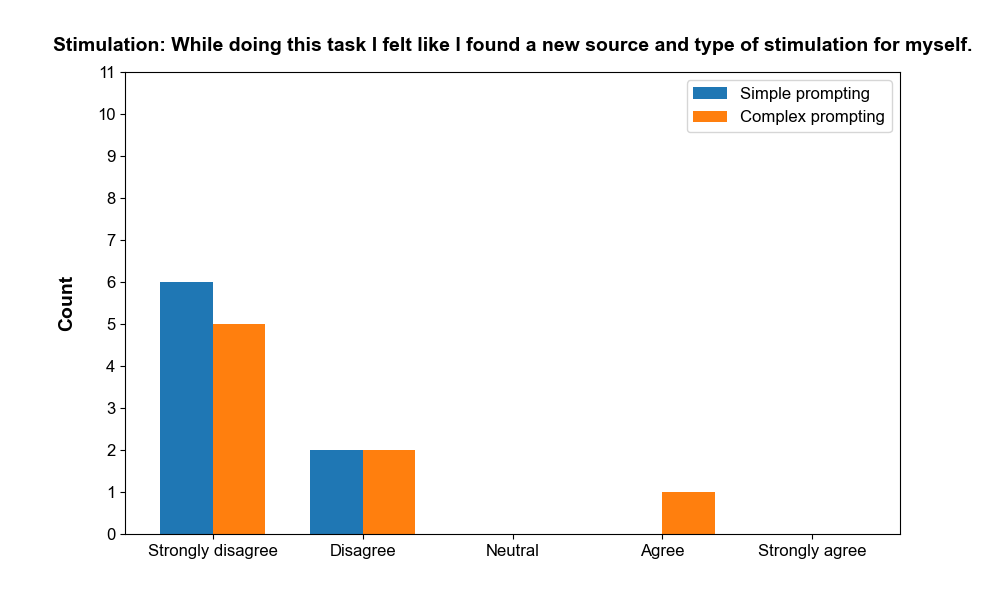 Stimulation: While doing this task I felt like I found a new source and type of stimulation for myself.
Simple prompting
Complex prompting
Count
11
10
9
8
7
6
5
4
3
2
1
0
Strongly disagree
Disagree
Neutral
Agree
Strongly agree